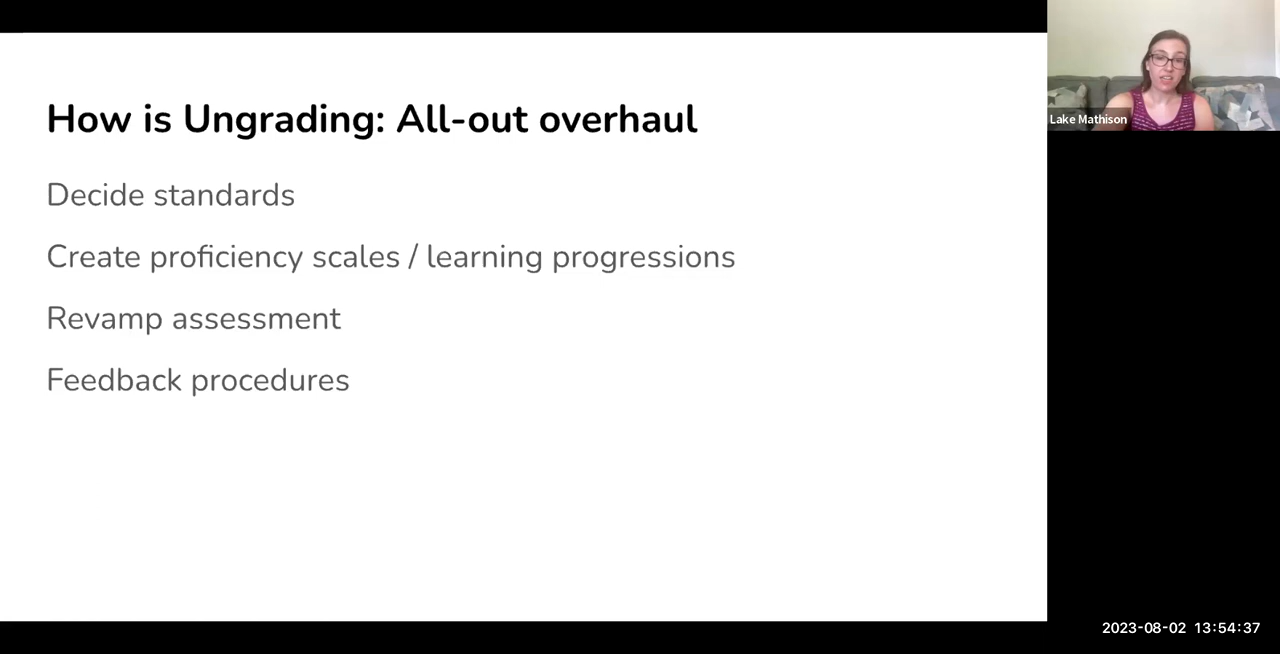 How is Ungrading: All-out overhaul
Decide standards
Create proficiency scales / learning progressions
Revamp assessment
Feedback procedures
Lake Mathison
2023-08-02 13:54:37